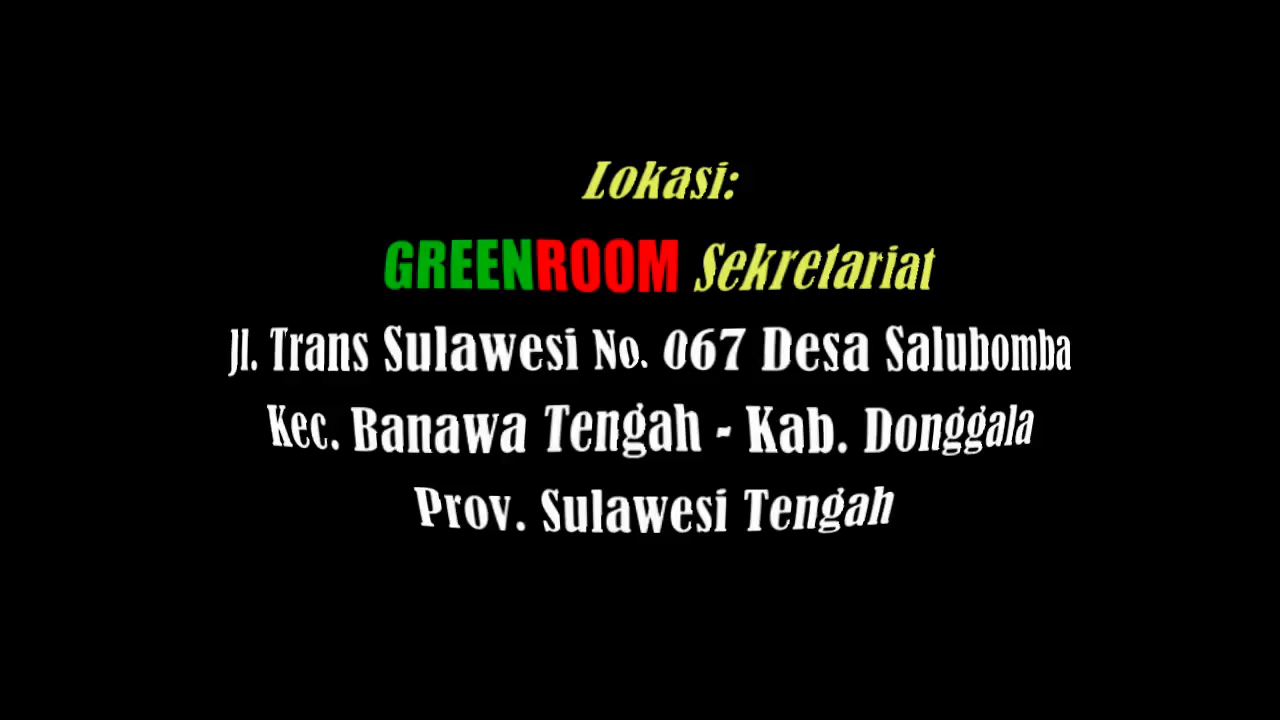 Lokasi:
GREENROOM Sekretariat
Jl. Trans Sulawesi No. 067 Desa Salubomba
Kec. Banawa Tengah - Kab. Donggala
Prov. Sulawesi Tengah